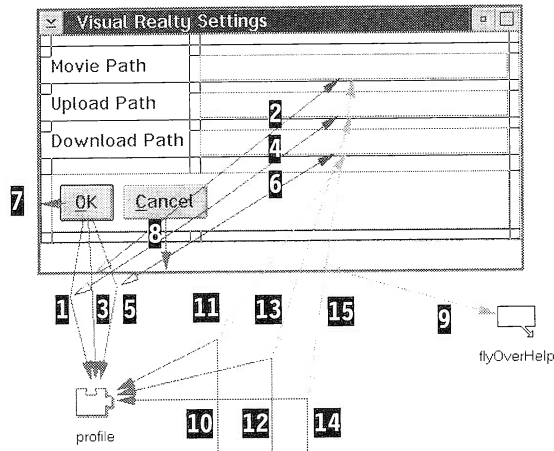 Visual Realty Settings
Movie Path
Upload Path
2
Download Path
4
6
7
OK
Cancel
8
1
3
5
11
13
15
9
flyOverHelp
10
12
14
profile